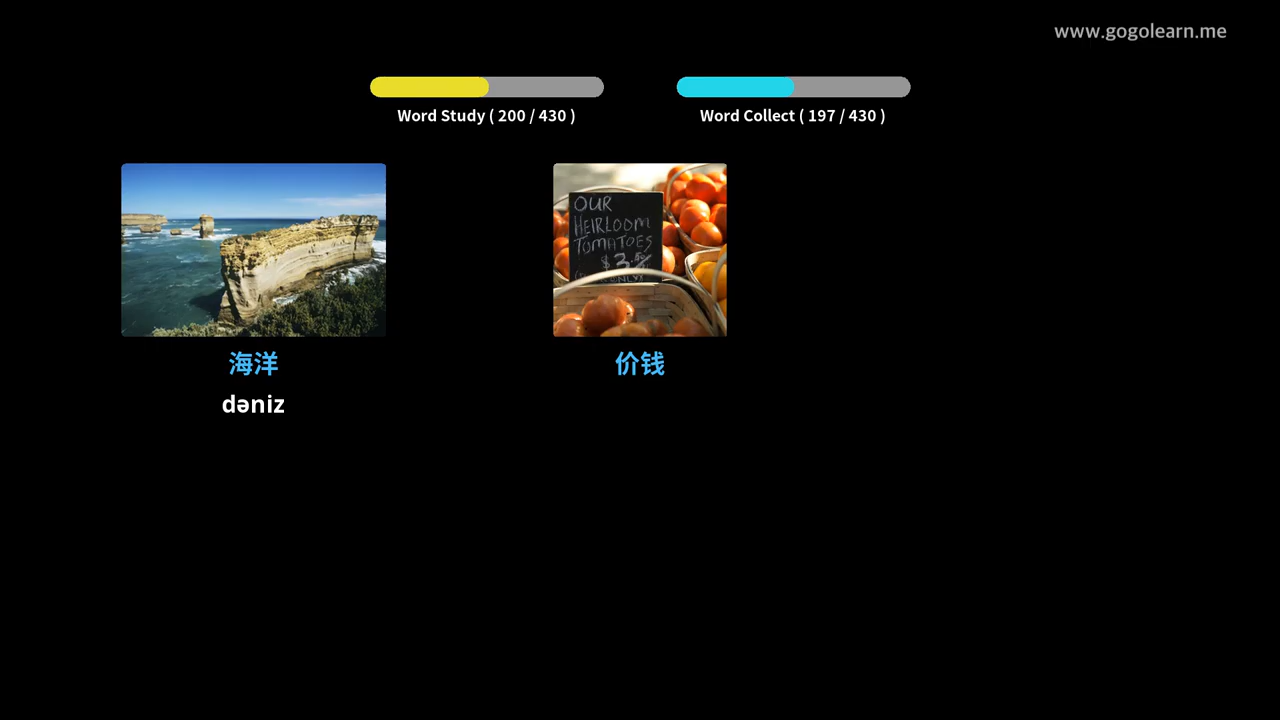 www.gogolearn.me
Word Study ( 200 / 430 )
Word Collect ( 197 / 430 )
OUR
HEIRLOOM
TOMATOES
海洋
价钱
dəniz